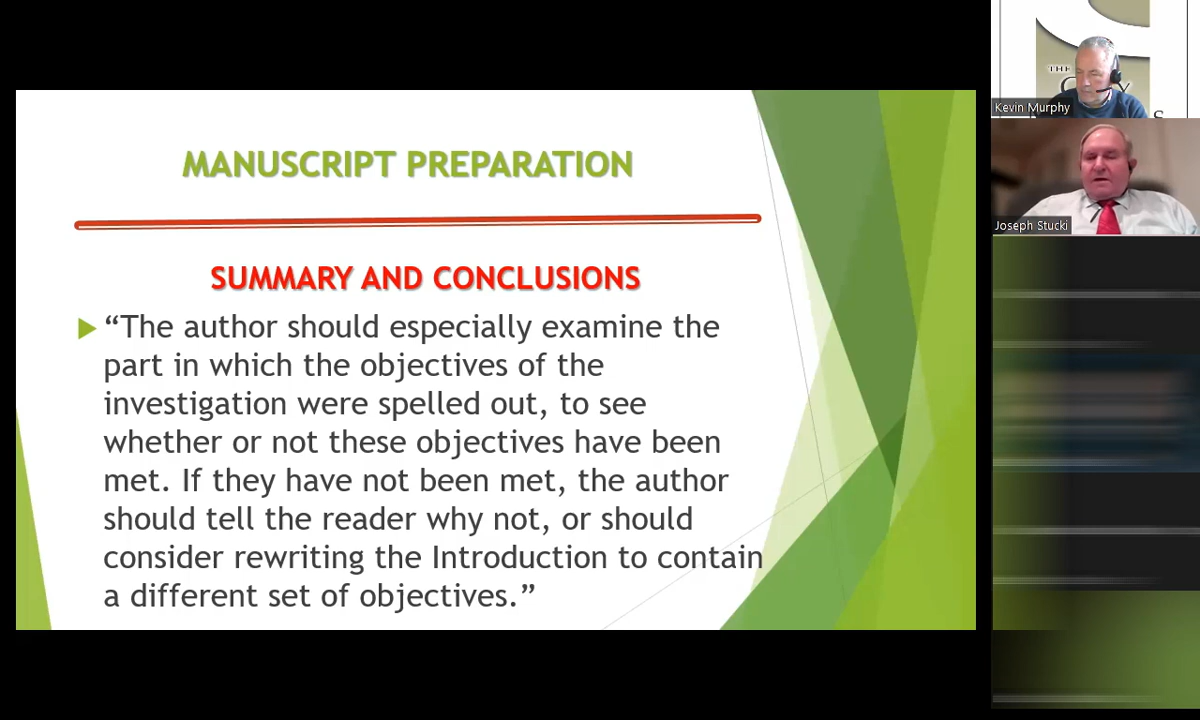 MANUSCRIPT PREPARATION
SUMMARY AND CONCLUSIONS
“The author should especially examine the
part in which the objectives of the
investigation were spelled out, to see
whether or not these objectives have been
met. If they have not been met, the author
should tell the reader why not, or should
consider rewriting the Introduction to contain
a different set of objectives.”
THE
Kevin Murphy
Joseph Stucki